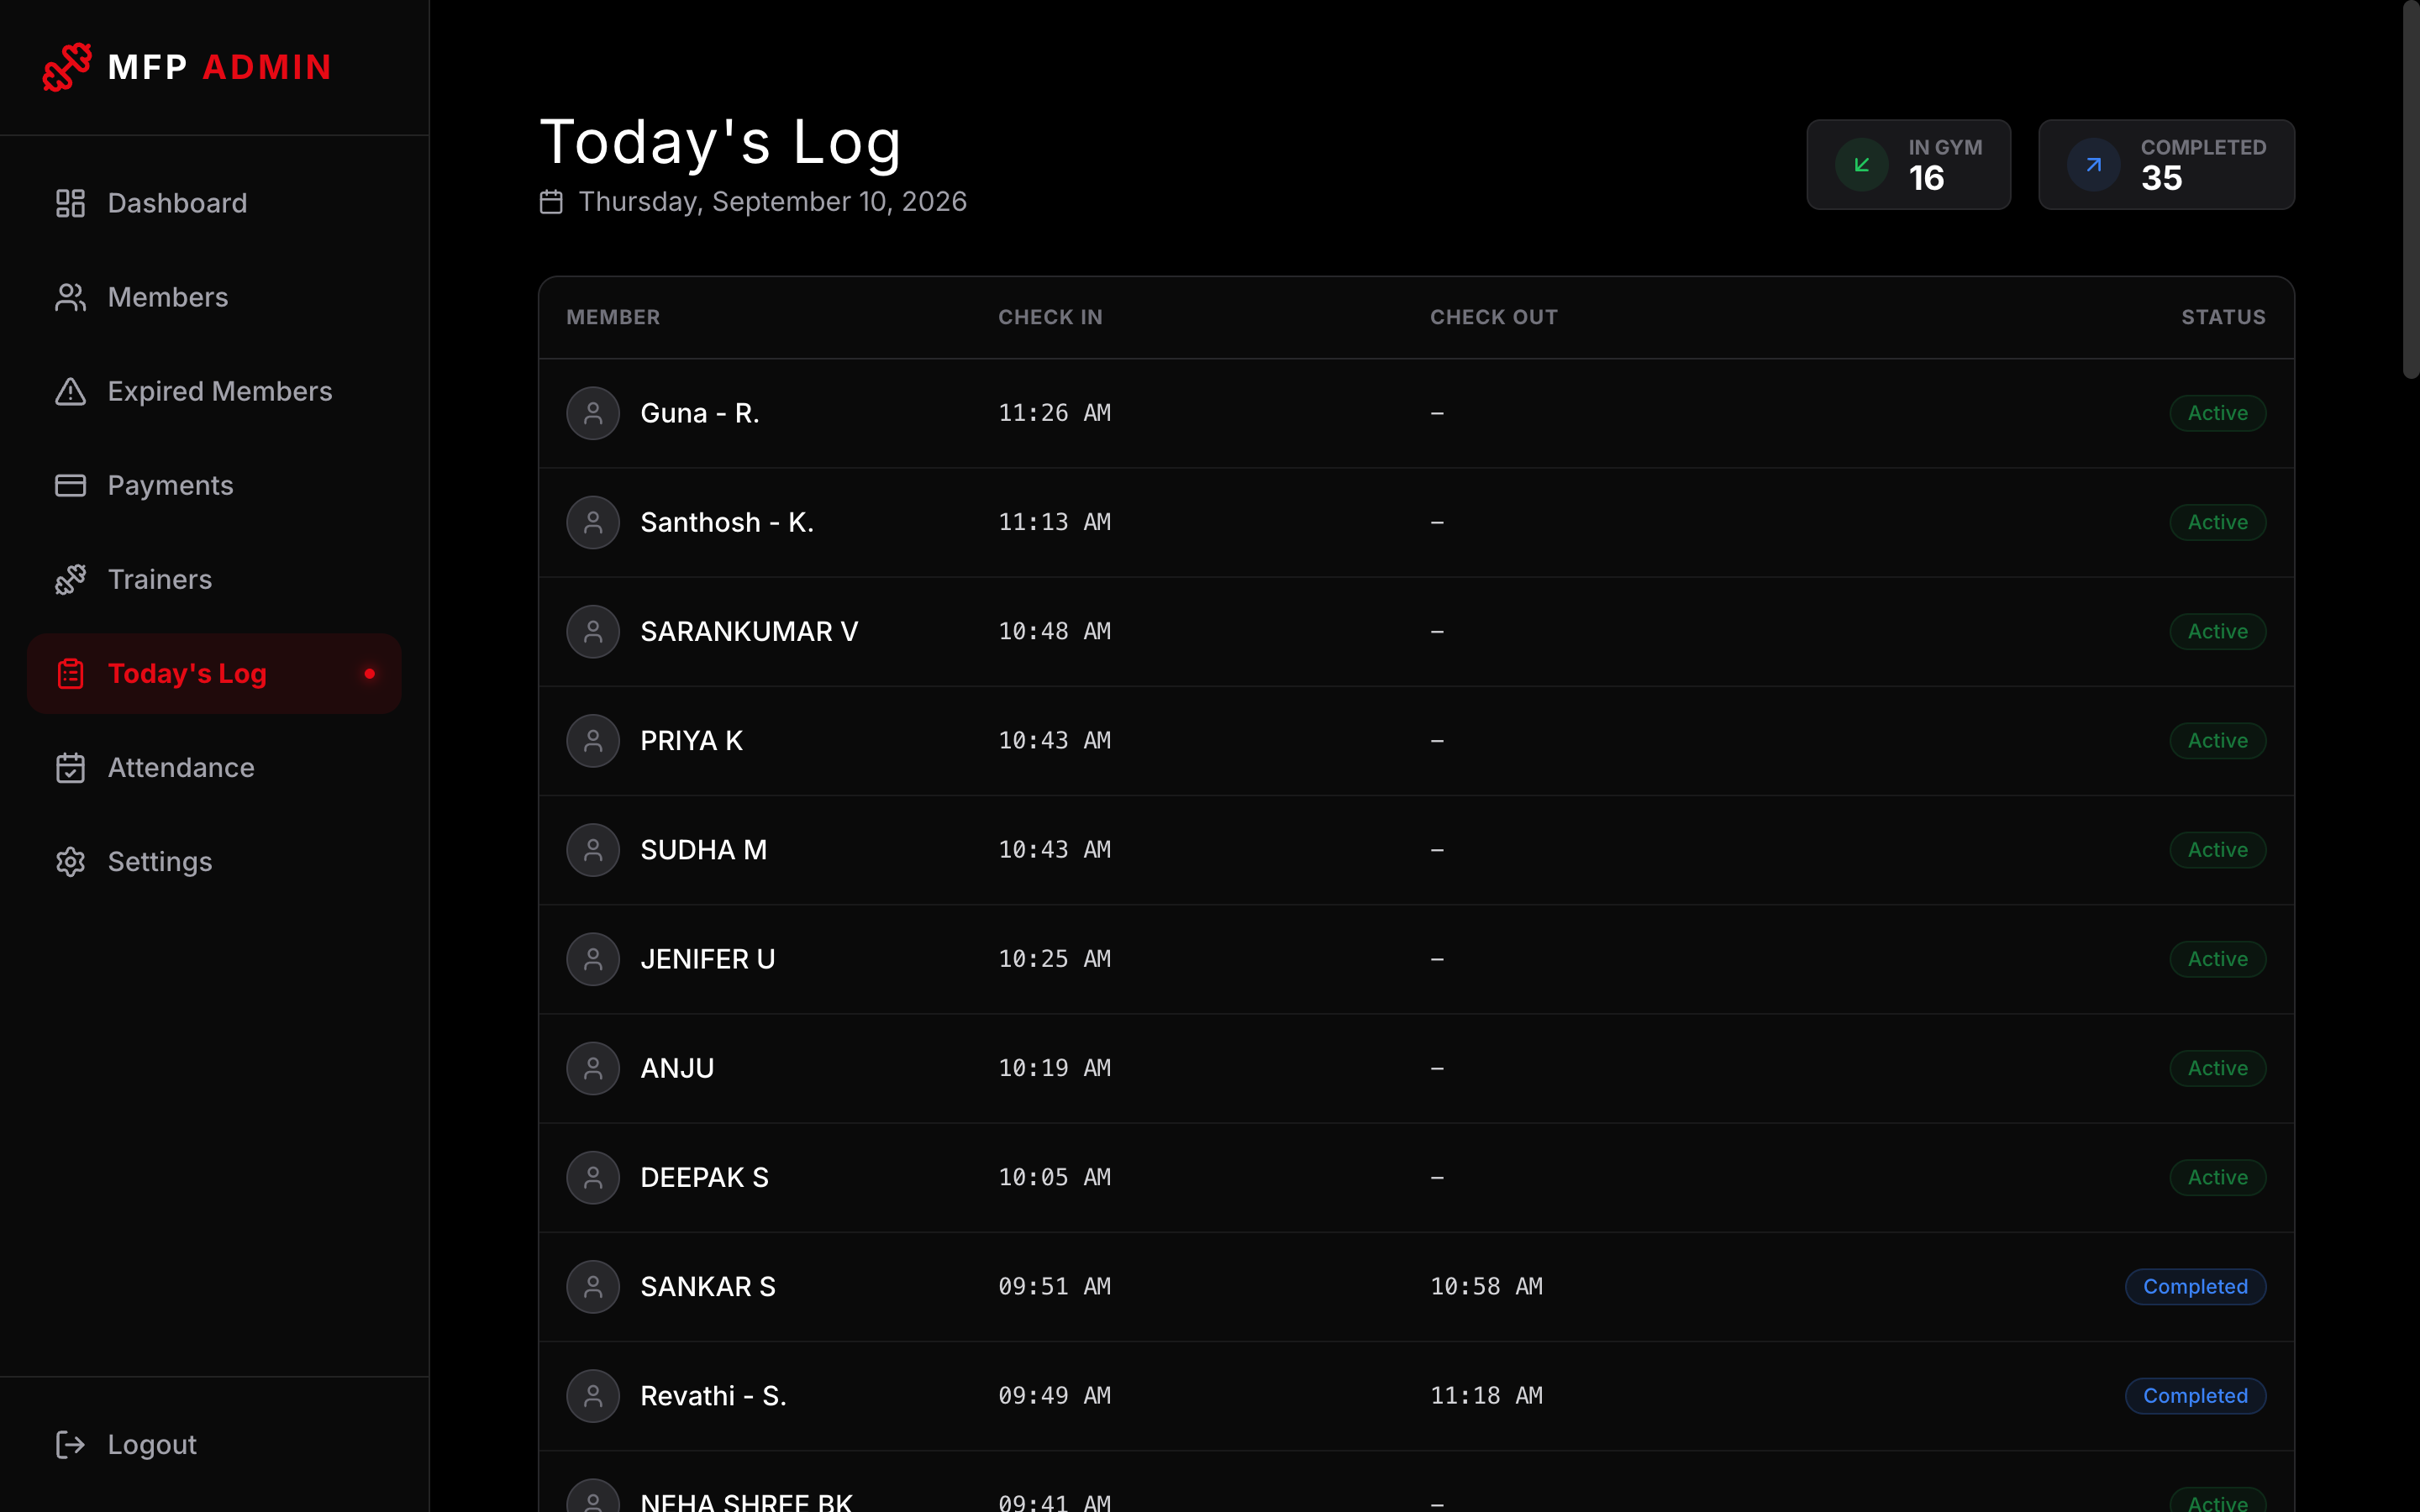 MFP ADMIN
Dashboard
Members
Expired Members
Payments
Trainers
Today's Log
Attendance
Settings
Logout
Today's Log
Thursday, September 10, 2026
IN GYM
16
COMPLETED
35
MEMBER CHECK IN CHECK OUT STATUS
Guna - R. 11:26 AM – Active
Santhosh - K. 11:13 AM – Active
SARANKUMAR V 10:48 AM – Active
PRIYA K 10:43 AM – Active
SUDHA M 10:43 AM – Active
JENIFER U 10:25 AM – Active
ANJU 10:19 AM – Active
DEEPAK S 10:05 AM – Active
SANKAR S 09:51 AM 10:58 AM Completed
Revathi - S. 09:49 AM 11:18 AM Completed
NEHA SHREE BK 09:41 AM – Active